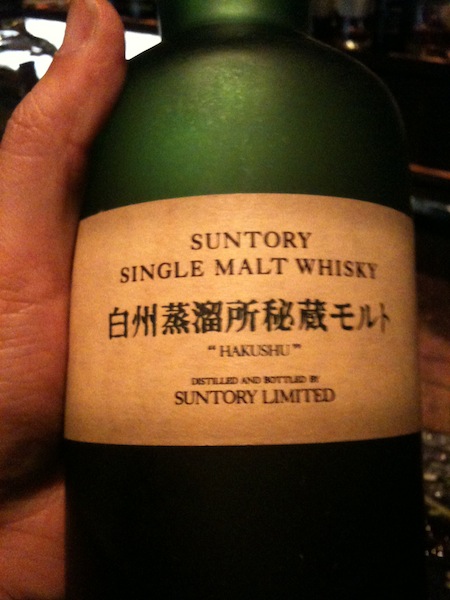 SUNTORY
SINGLE MALT WHISKY
白州蒸溜所秘蔵モルト
"HAKUSHU"
DISTILLED AND BOTTLED BY
SUNTORY LIMITED